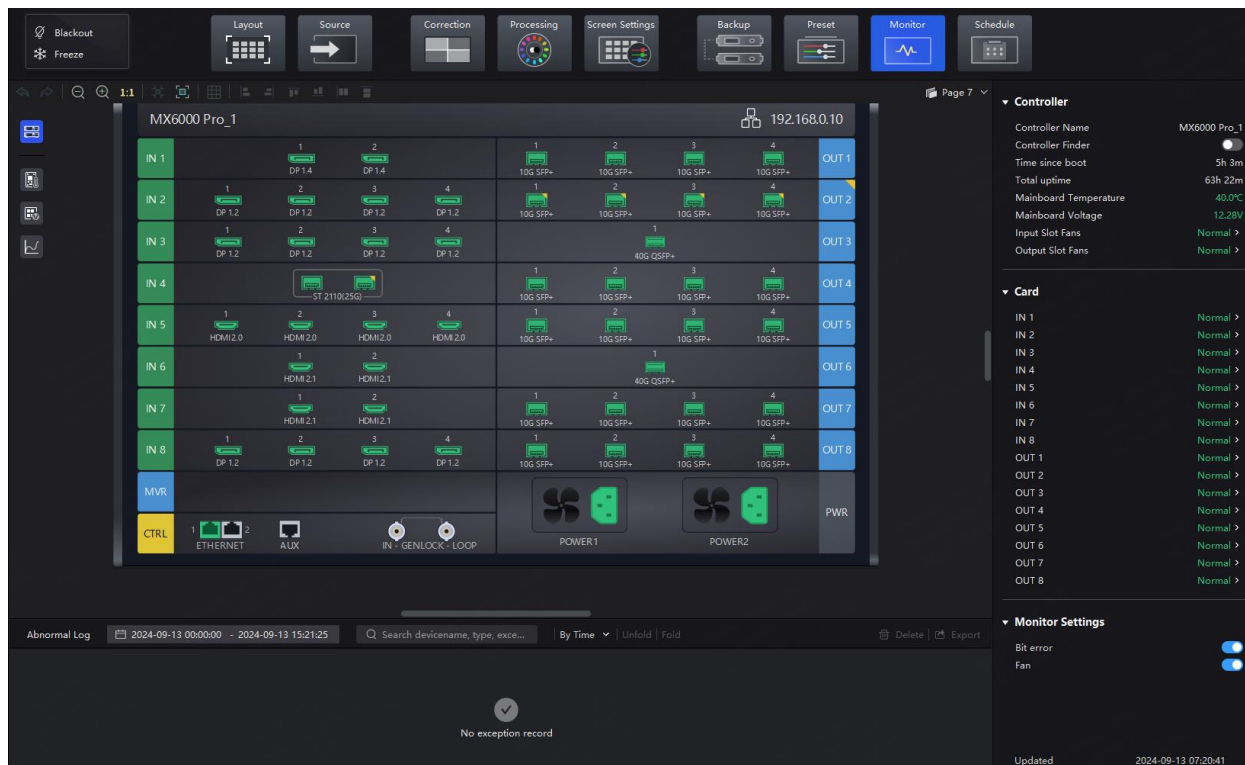 Blackout
Freeze
Layout Source Correction Processing Screen Settings Backup Preset Monitor Schedule
1:1 Page 7
MX6000 Pro_1 192.168.0.10
IN 1 1 2 1 2 3 4 OUT 1
DP 1.4 DP 1.4 10G SFP+ 10G SFP+ 10G SFP+ 10G SFP+
IN 2 1 2 3 4 1 2 3 4 OUT 2
DP 1.2 DP 1.2 DP 1.2 DP 1.2 10G SFP+ 10G SFP+ 10G SFP+ 10G SFP+
IN 3 1 2 3 4 1 OUT 3
DP 1.2 DP 1.2 DP 1.2 DP 1.2 40G QSFP+
IN 4 1 2 3 4 OUT 4
ST 2110(25G) 10G SFP+ 10G SFP+ 10G SFP+ 10G SFP+
IN 5 1 2 3 4 1 2 3 4 OUT 5
HDMI 2.0 HDMI 2.0 HDMI 2.0 HDMI 2.0 10G SFP+ 10G SFP+ 10G SFP+ 10G SFP+
IN 6 1 2 1 OUT 6
HDMI 2.1 HDMI 2.1 40G QSFP+
IN 7 1 2 1 2 3 4 OUT 7
HDMI 2.1 HDMI 2.1 10G SFP+ 10G SFP+ 10G SFP+ 10G SFP+
IN 8 1 2 3 4 1 2 3 4 OUT 8
DP 1.2 DP 1.2 DP 1.2 DP 1.2 10G SFP+ 10G SFP+ 10G SFP+ 10G SFP+
MVR PWR
CTRL 1 2
ETHERNET AUX IN - GENLOCK - LOOP POWER1 POWER2
Abnormal Log 2024-09-13 00:00:00 - 2024-09-13 15:21:25 Search devicename, type, exce... By Time Unfold Fold Delete Export
No exception record
Controller
Controller Name MX6000 Pro_1
Controller Finder
Time since boot 5h 3m
Total uptime 63h 22m
Mainboard Temperature 40.0℃
Mainboard Voltage 12.28V
Input Slot Fans Normal >
Output Slot Fans Normal >
Card
IN 1 Normal >
IN 2 Normal >
IN 3 Normal >
IN 4 Normal >
IN 5 Normal >
IN 6 Normal >
IN 7 Normal >
IN 8 Normal >
OUT 1 Normal >
OUT 2 Normal >
OUT 3 Normal >
OUT 4 Normal >
OUT 5 Normal >
OUT 6 Normal >
OUT 7 Normal >
OUT 8 Normal >
Monitor Settings
Bit error
Fan
Updated 2024-09-13 07:20:41